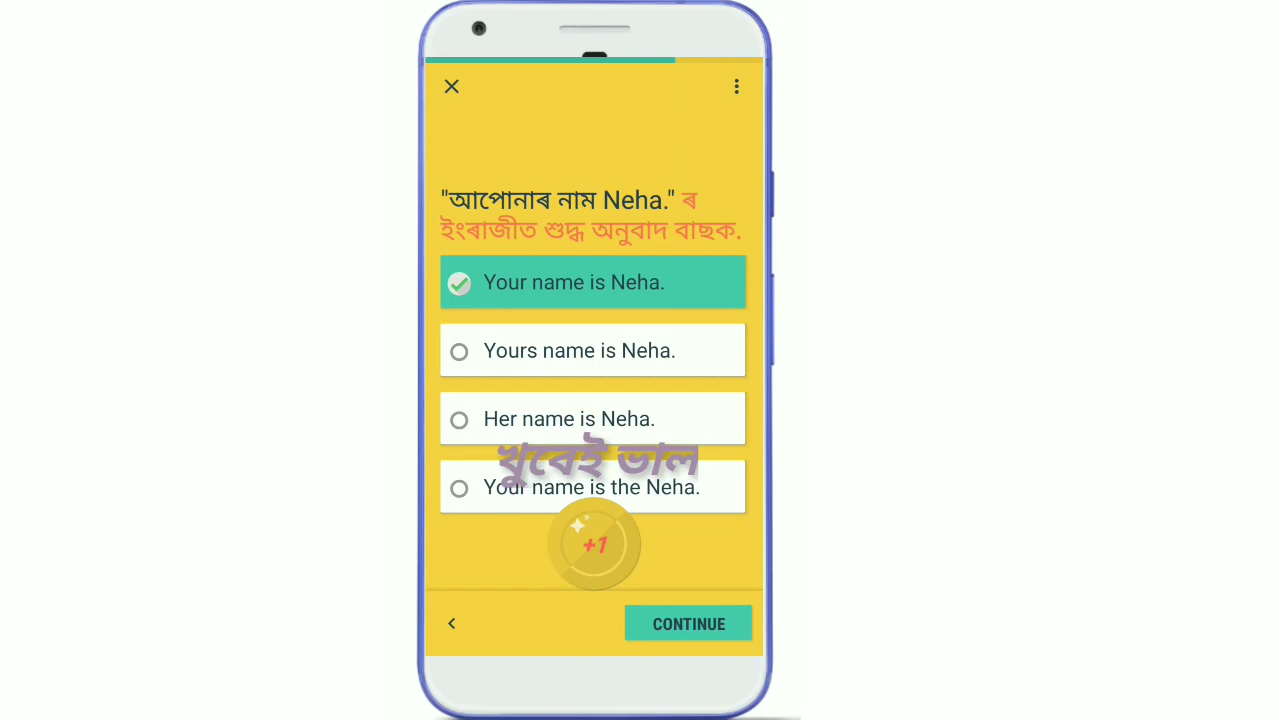 "আপোনাৰ নাম Neha." ৰ
ইংৰাজীত শুদ্ধ অনুবাদ বাছক.
Your name is Neha.
Yours name is Neha.
Her name is Neha.
খুবেই ভাল
Your name is the Neha.
+1
CONTINUE